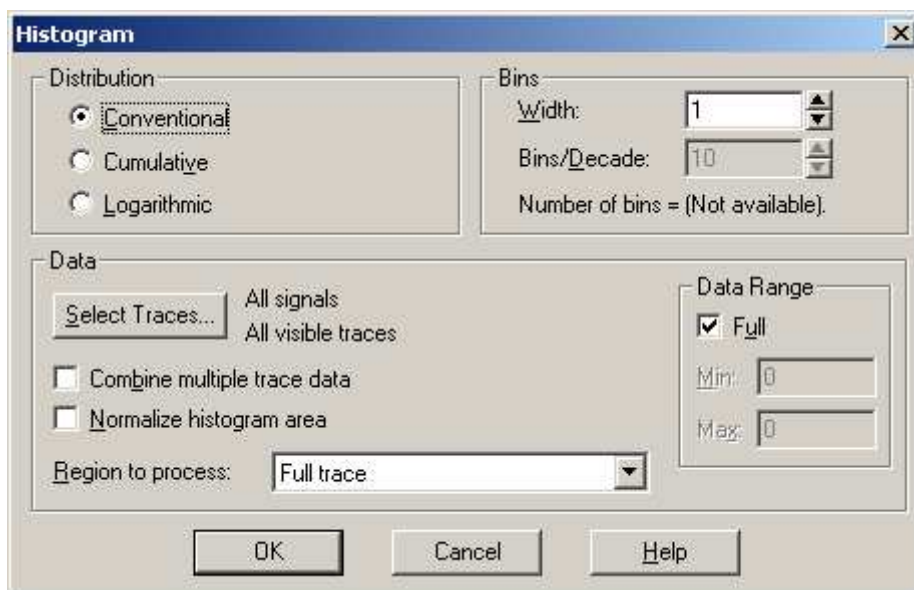 Histogram
Distribution
Conventional
Cumulative
Logarithmic
Bins
Width: 1
Bins/Decade: 10
Number of bins = (Not available).
Data
Select Traces...
All signals
All visible traces
Combine multiple trace data
Normalize histogram area
Region to process: Full trace
Data Range
Full
Min: 0
Max: 0
OK
Cancel
Help